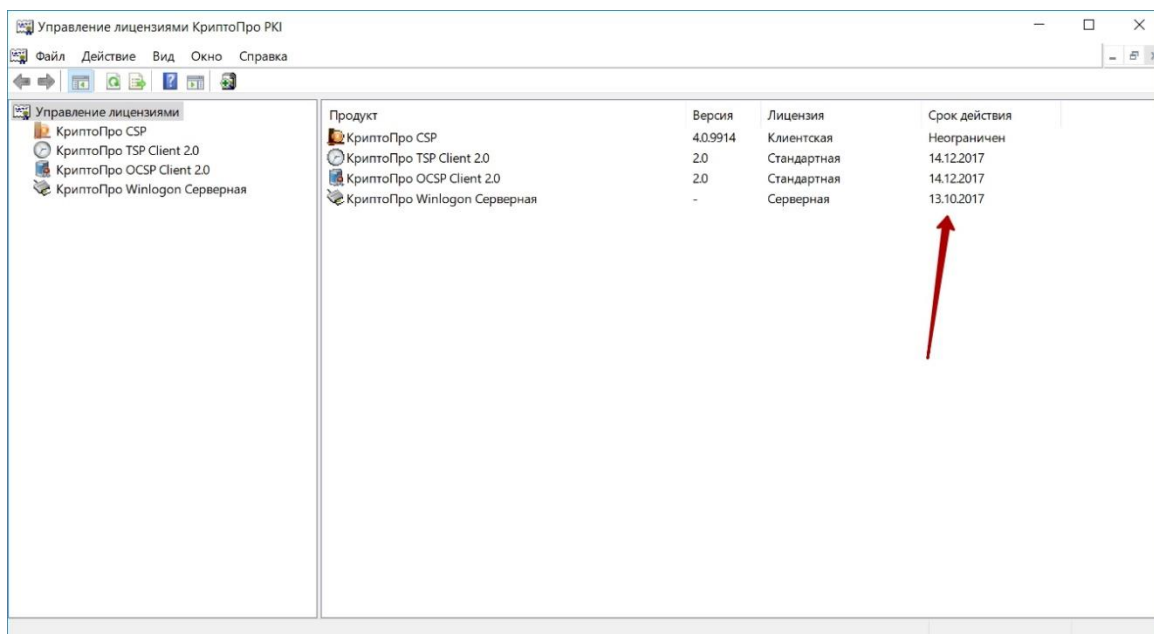 Управление лицензиями КриптоПро PKI
Файл Действие Вид Окно Справка
Управление лицензиями
КриптоПро CSP
КриптоПро TSP Client 2.0
КриптоПро OCSP Client 2.0
КриптоПро Winlogon Серверная
Продукт Версия Лицензия Срок действия
КриптоПро CSP 4.0.9914 Клиентская Неограничен
КриптоПро TSP Client 2.0 2.0 Стандартная 14.12.2017
КриптоПро OCSP Client 2.0 2.0 Стандартная 14.12.2017
КриптоПро Winlogon Серверная - Серверная 13.10.2017